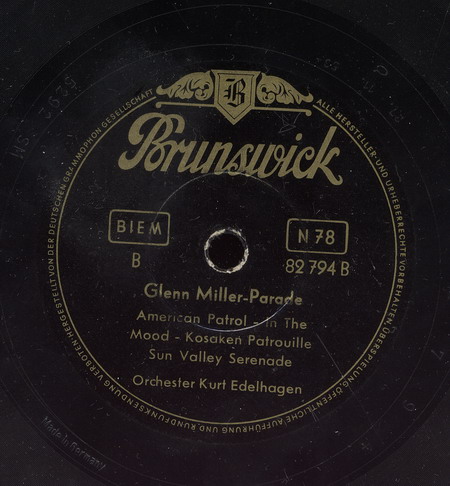 B
Brunswick
BIEM
N 78
B
82 794 B
Glenn Miller-Parade
American Patrol - In The
Mood - Kosaken Patrouille
Sun Valley Serenade
Orchester Kurt Edelhagen
HERGESTELLT VON DER DEUTSCHEN GRAMMOPHON GESELLSCHAFT
ALLE HERSTELLER- UND URHEBERRECHTE VORBEHALTEN ÜBERSPIELUNG, ÖFFENTLICHE AUFFÜHRUNG UND RUNDFUNKSENDUNG VERBOTEN
Made in Germany